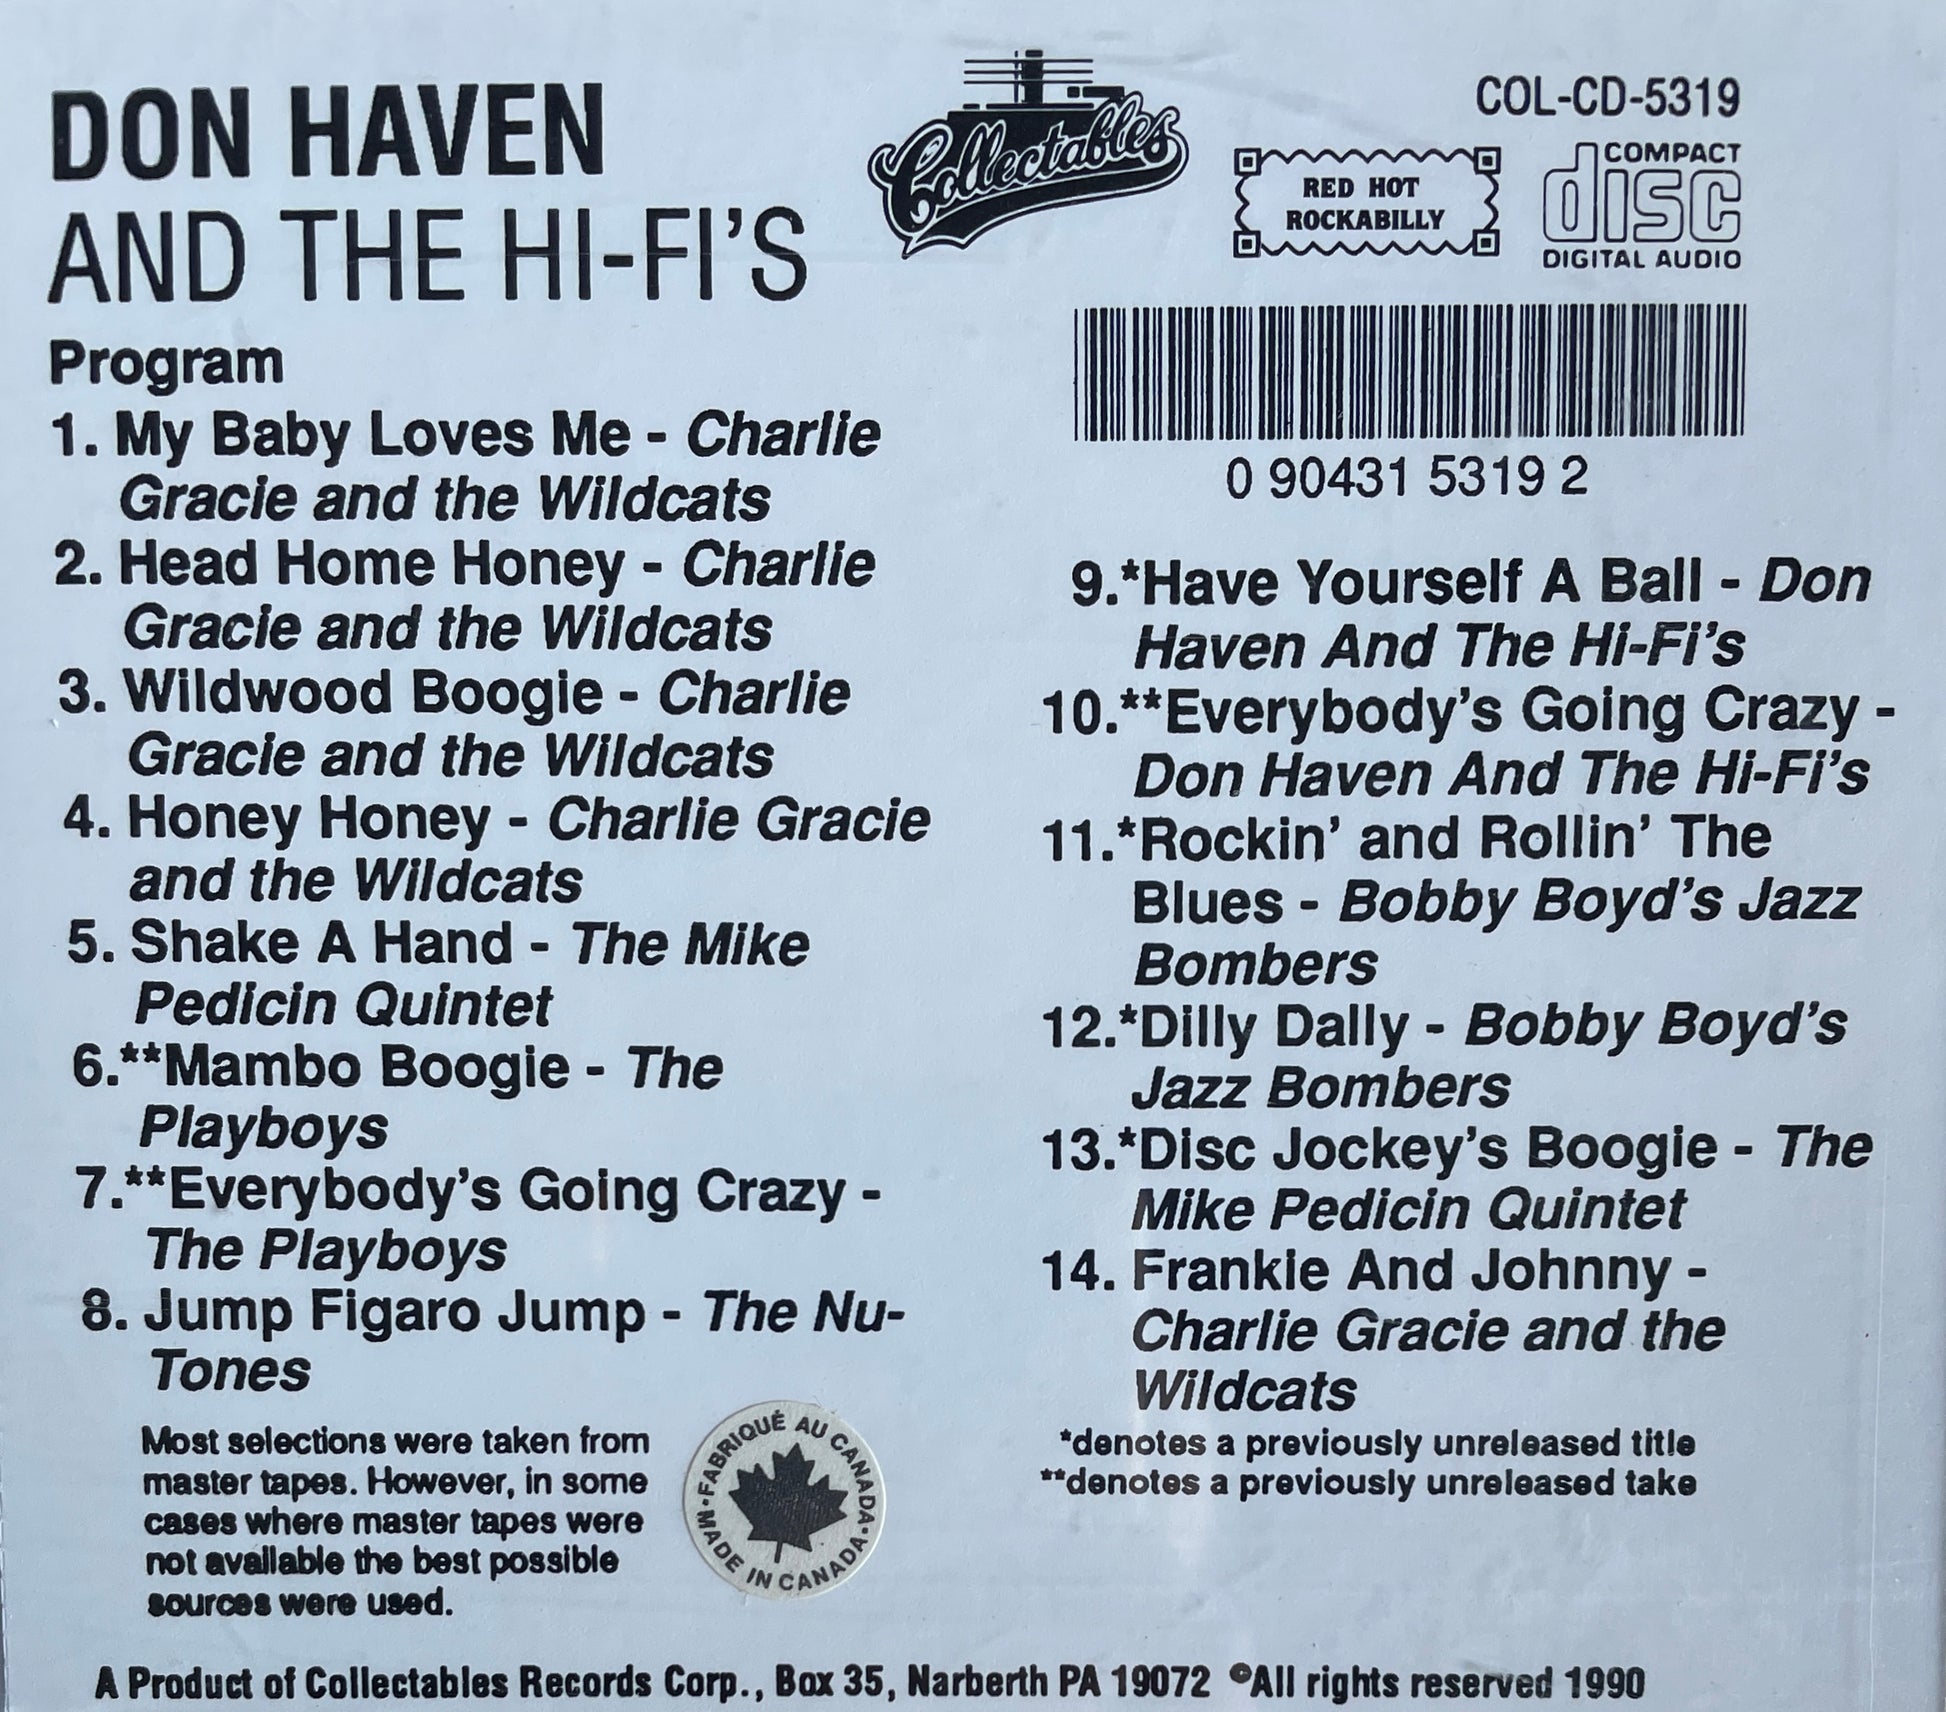 DON HAVEN
AND THE HI-FI'S
Collectables
COL-CD-5319
RED HOT
ROCKABILLY
COMPACT
disc
DIGITAL AUDIO
0 90431 5319 2
Program
1. My Baby Loves Me - Charlie
Gracie and the Wildcats
2. Head Home Honey - Charlie
Gracie and the Wildcats
3. Wildwood Boogie - Charlie
Gracie and the Wildcats
4. Honey Honey - Charlie Gracie
and the Wildcats
5. Shake A Hand - The Mike
Pedicin Quintet
6.**Mambo Boogie - The
Playboys
7.**Everybody's Going Crazy -
The Playboys
8. Jump Figaro Jump - The Nu-
Tones
9.*Have Yourself A Ball - Don
Haven And The Hi-Fi's
10.**Everybody's Going Crazy -
Don Haven And The Hi-Fi's
11.*Rockin' and Rollin' The
Blues - Bobby Boyd's Jazz
Bombers
12.*Dilly Dally - Bobby Boyd's
Jazz Bombers
13.*Disc Jockey's Boogie - The
Mike Pedicin Quintet
14. Frankie And Johnny -
Charlie Gracie and the
Wildcats
*denotes a previously unreleased title
**denotes a previously unreleased take
Most selections were taken from
master tapes. However, in some
cases where master tapes were
not available the best possible
sources were used.
•FABRIQUÉ AU CANADA•
MADE IN CANADA
A Product of Collectables Records Corp., Box 35, Narberth PA 19072 ©All rights reserved 1990